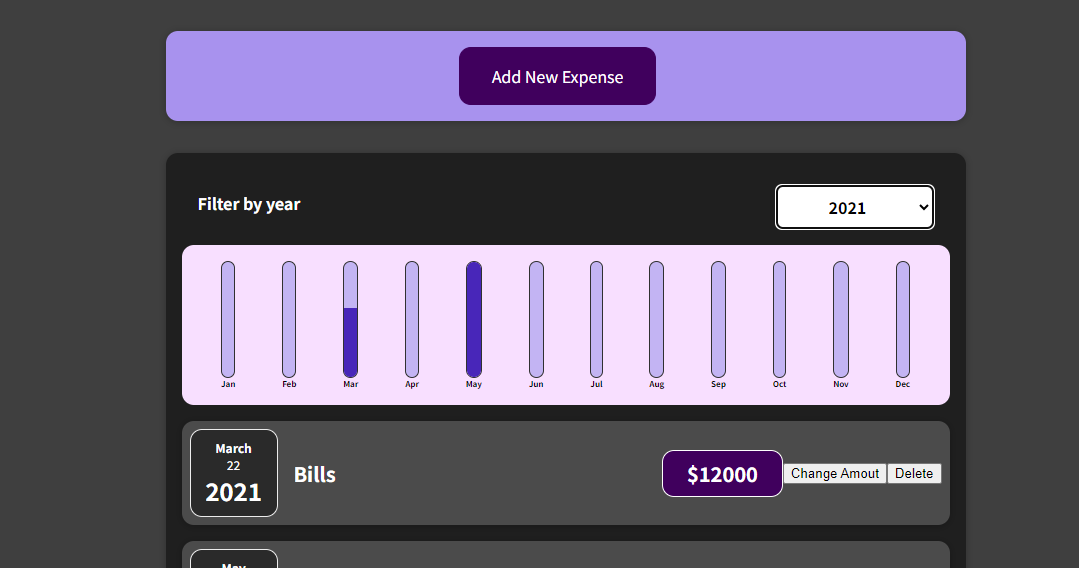 Add New Expense
Filter by year
2021
Jan Feb Mar Apr May Jun Jul Aug Sep Oct Nov Dec
March
22
2021
Bills
$12000
Change Amout
Delete
May